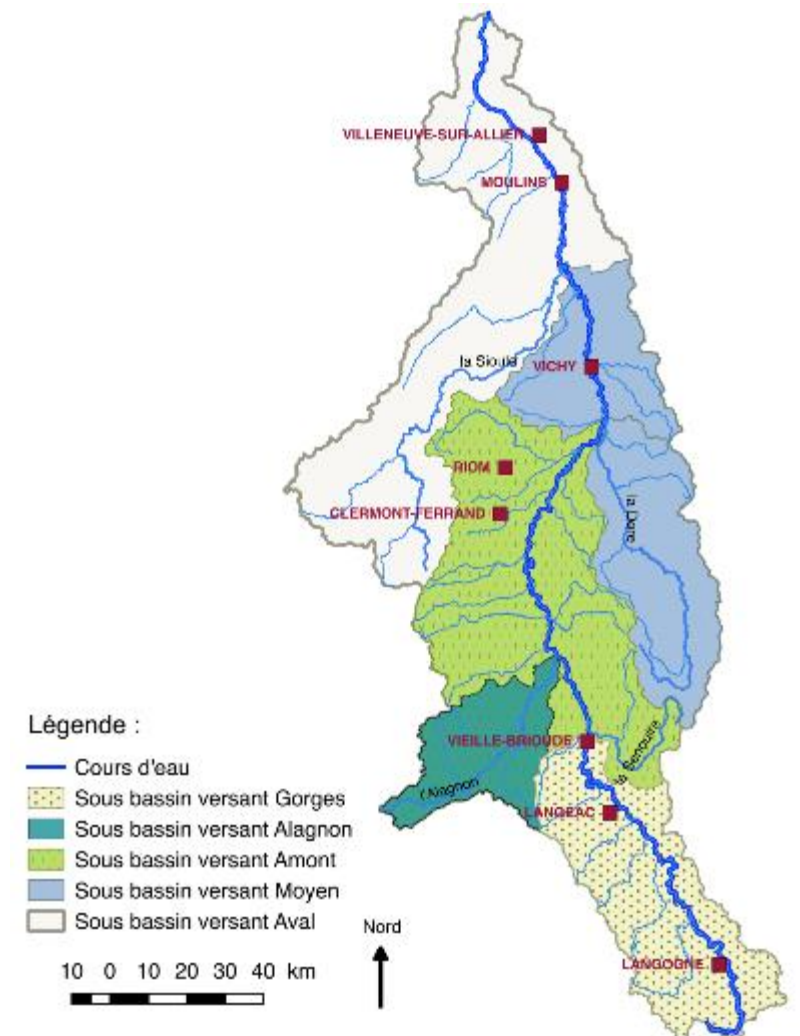 VILLENEUVE-SUR-ALLIER
MOULINS
la Sioule
VICHY
RIOM
CLERMONT-FERRAND
la Dore
VIEILLE-BRIOUDE
la Senouire
l'Alagnon
LANGEAC
LANGOGNE
Légende :
Cours d'eau
Sous bassin versant Gorges
Sous bassin versant Alagnon
Sous bassin versant Amont
Sous bassin versant Moyen
Sous bassin versant Aval
Nord
10 0 10 20 30 40 km